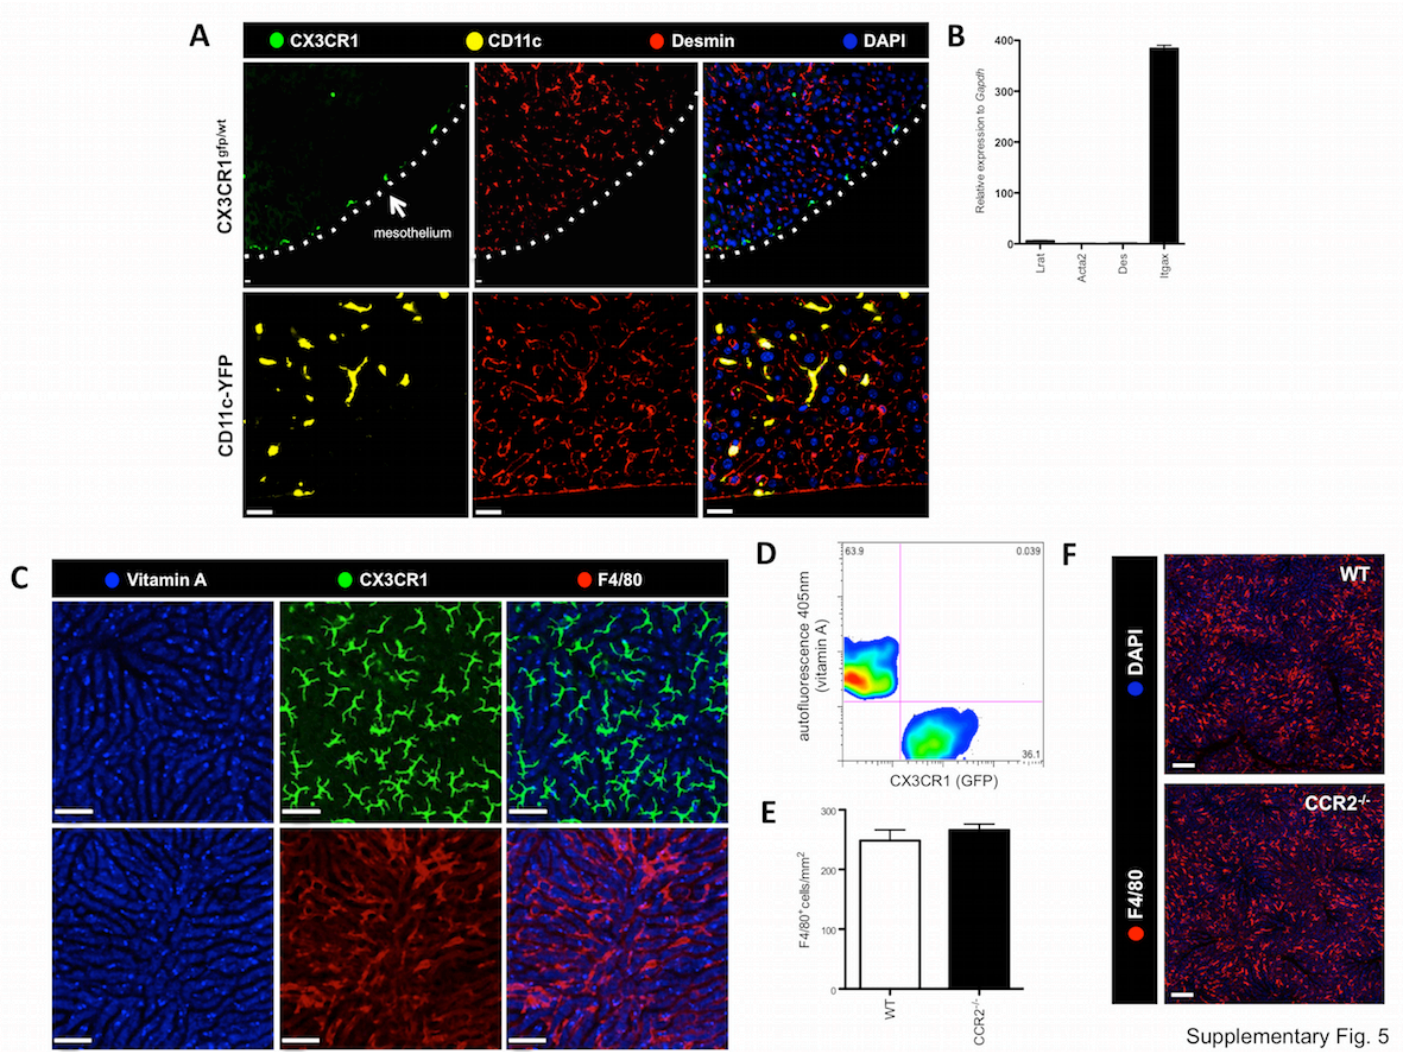 A
CX3CR1 CD11c Desmin DAPI
CX3CR1gfp/wt
mesothelium
CD11c-YFP
B
Relative expression to Gapdh
400
300
200
100
0
Lrat Acta2 Des Itgax
C
Vitamin A CX3CR1 F4/80
D
autofluorescence 405nm
(vitamin A)
63.9 0.039
36.1
CX3CR1 (GFP)
E
F4/80+cells/mm2
300
200
100
0
WT CCR2-/-
F
DAPI
F4/80
WT
CCR2-/-
Supplementary Fig. 5